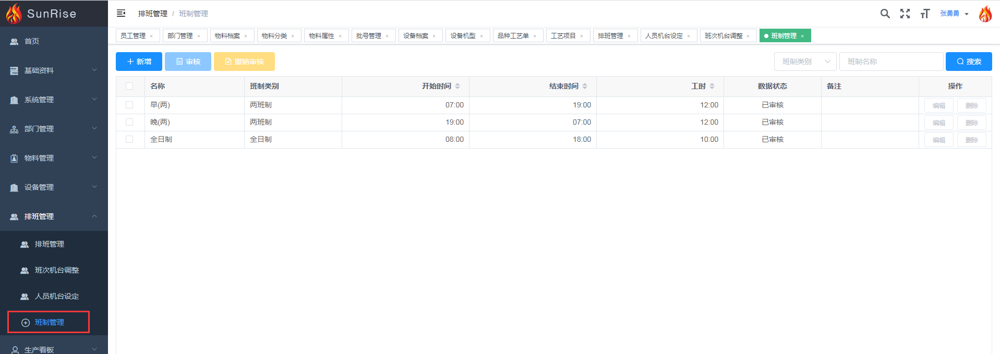 SunRise
首页
基础资料
系统管理
部门管理
物料管理
设备管理
排班管理
排班管理
班次机台调整
人员机台设定
班制管理
生产看板
排班管理 / 班制管理
张勇勇
员工管理 × 部门管理 × 物料档案 × 物料分类 × 物料属性 × 批号管理 × 设备档案 × 设备机型 × 品种工艺单 × 工艺项目 × 排班管理 × 人员机台设定 × 班次机台调整 × 班制管理 ×
新增 审核 撤销审核 班制类别 班制名称 搜索
名称 班制类别 开始时间 结束时间 工时 数据状态 备注 操作
早(两) 两班制 07:00 19:00 12:00 已审核 编辑 删除
晚(两) 两班制 19:00 07:00 12:00 已审核 编辑 删除
全日制 全日制 08:00 18:00 10:00 已审核 编辑 删除